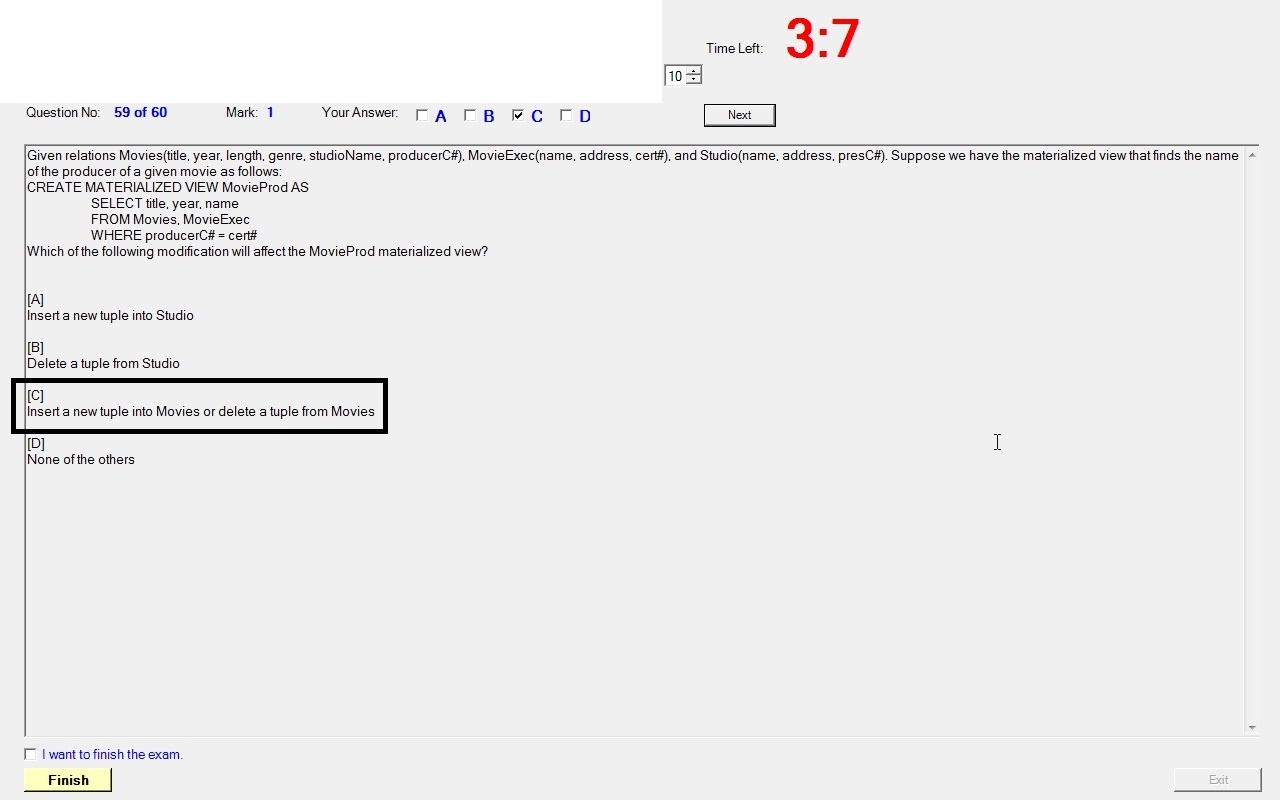 Time Left: 3:7
10
Question No: 59 of 60 Mark: 1 Your Answer: A B C D Next
Given relations Movies(title, year, length, genre, studioName, producerC#), MovieExec(name, address, cert#), and Studio(name, address, presC#). Suppose we have the materialized view that finds the name
of the producer of a given movie as follows:
CREATE MATERIALIZED VIEW MovieProd AS
SELECT title, year, name
FROM Movies, MovieExec
WHERE producerC# = cert#
Which of the following modification will affect the MovieProd materialized view?
[A]
Insert a new tuple into Studio
[B]
Delete a tuple from Studio
[C]
Insert a new tuple into Movies or delete a tuple from Movies
[D]
None of the others
I want to finish the exam.
Finish Exit